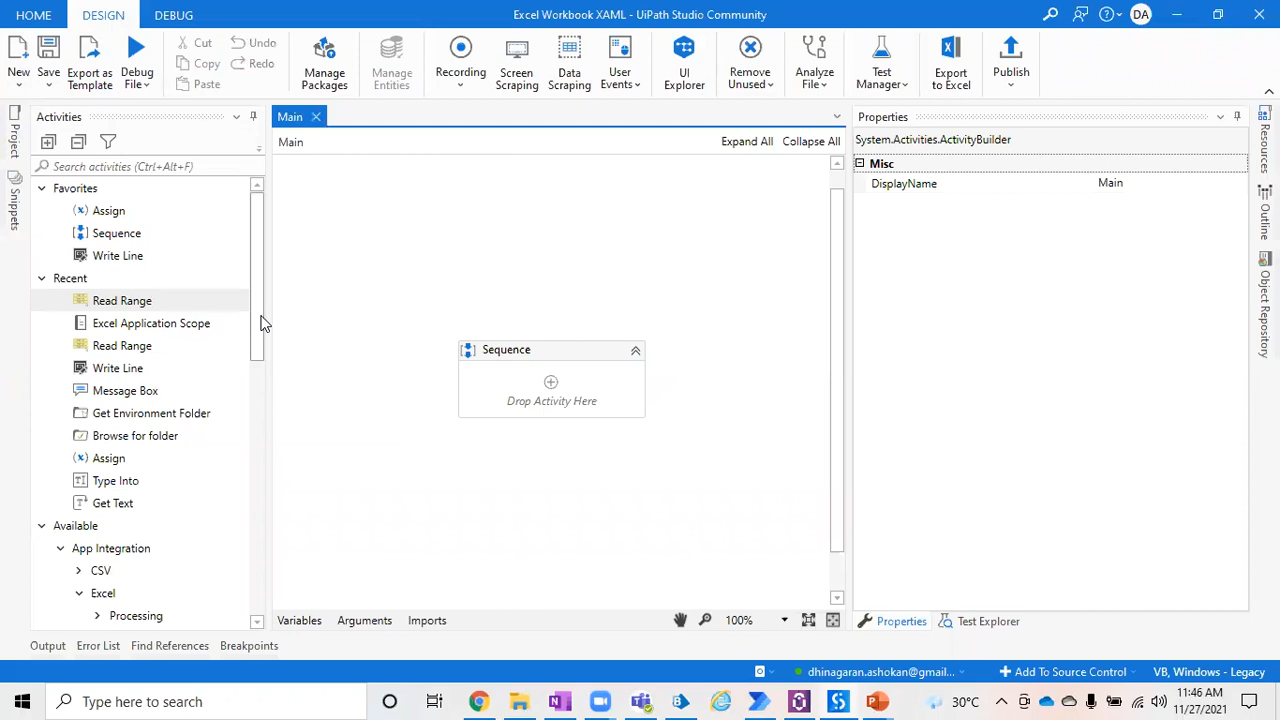 HOME DESIGN DEBUG Excel Workbook XAML - UiPath Studio Community DA
New Save Export as Template Debug File Cut Copy Paste Undo Redo Manage Packages Manage Entities Recording Screen Scraping Data Scraping User Events UI Explorer Remove Unused Analyze File Test Manager Export to Excel Publish
Project
Snippets
Activities
Search activities (Ctrl+Alt+F)
Favorites
Assign
Sequence
Write Line
Recent
Read Range
Excel Application Scope
Read Range
Write Line
Message Box
Get Environment Folder
Browse for folder
Assign
Type Into
Get Text
Available
App Integration
CSV
Excel
Processing
Main
Main Expand All Collapse All
Sequence
Drop Activity Here
Variables Arguments Imports 100%
Properties
System.Activities.ActivityBuilder
Misc
DisplayName Main
Properties Test Explorer
Resources
Outline
Object Repository
Output Error List Find References Breakpoints
dhinagaran.ashokan@gmail... Add To Source Control VB, Windows - Legacy
Type here to search 30°C 11:46 AM
11/27/2021